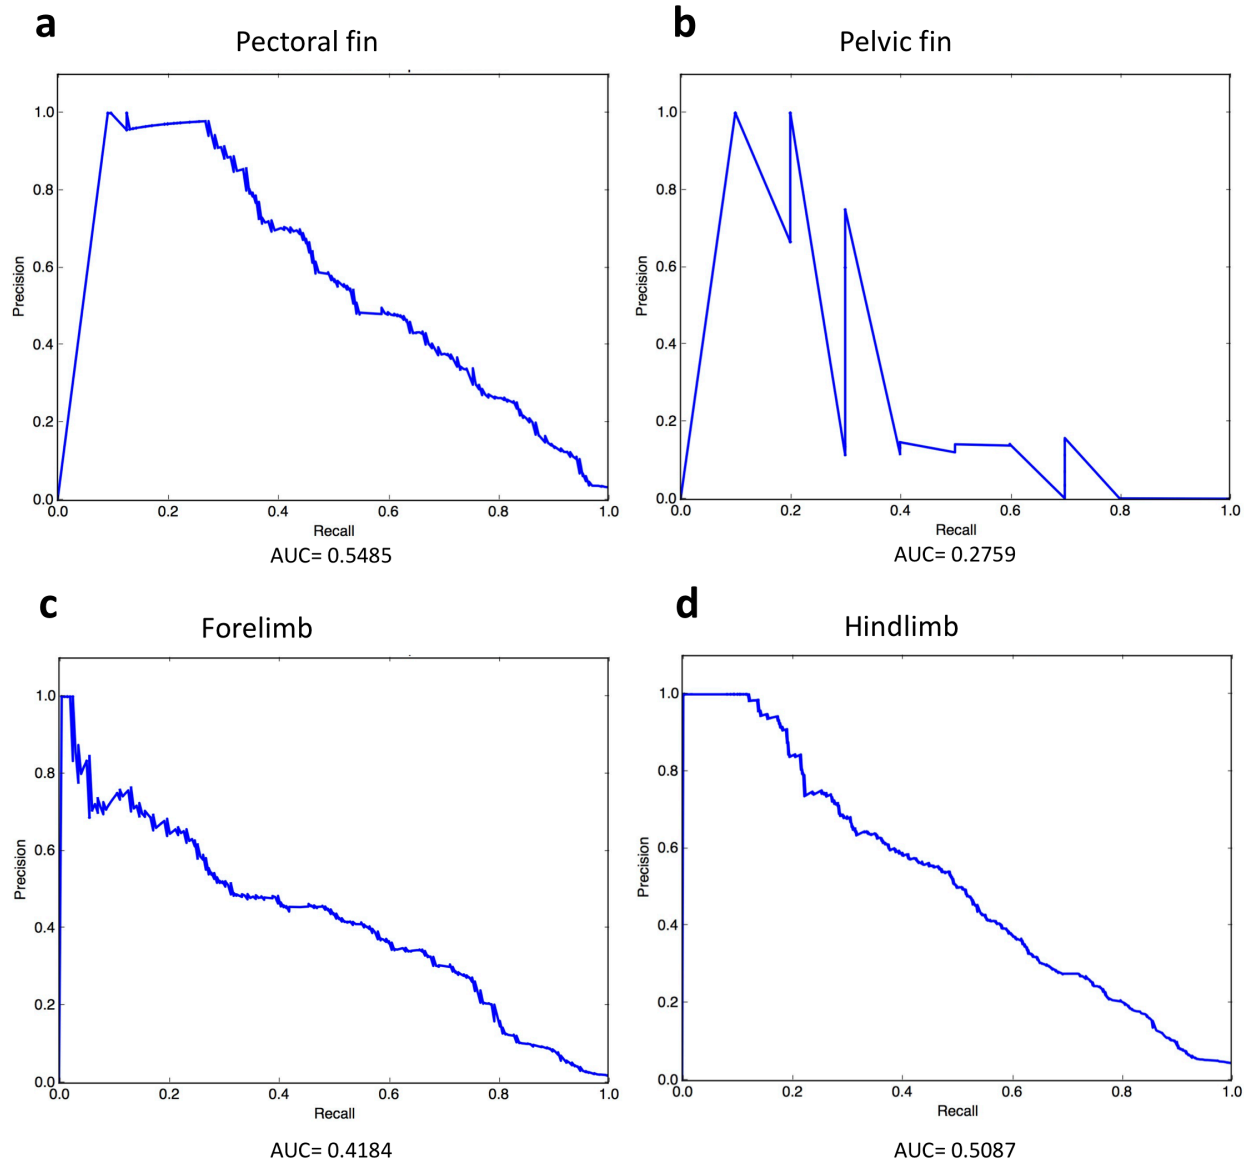 a
Pectoral fin
1.0
0.8
0.6
0.4
0.2
0.0
Precision
0.0 0.2 0.4 0.6 0.8 1.0
Recall
AUC= 0.5485
b
Pelvic fin
1.0
0.8
0.6
0.4
0.2
0.0
Precision
0.0 0.2 0.4 0.6 0.8 1.0
Recall
AUC= 0.2759
c
Forelimb
1.0
0.8
0.6
0.4
0.2
0.0
Precision
0.0 0.2 0.4 0.6 0.8 1.0
Recall
AUC= 0.4184
d
Hindlimb
1.0
0.8
0.6
0.4
0.2
0.0
Precision
0.0 0.2 0.4 0.6 0.8 1.0
Recall
AUC= 0.5087